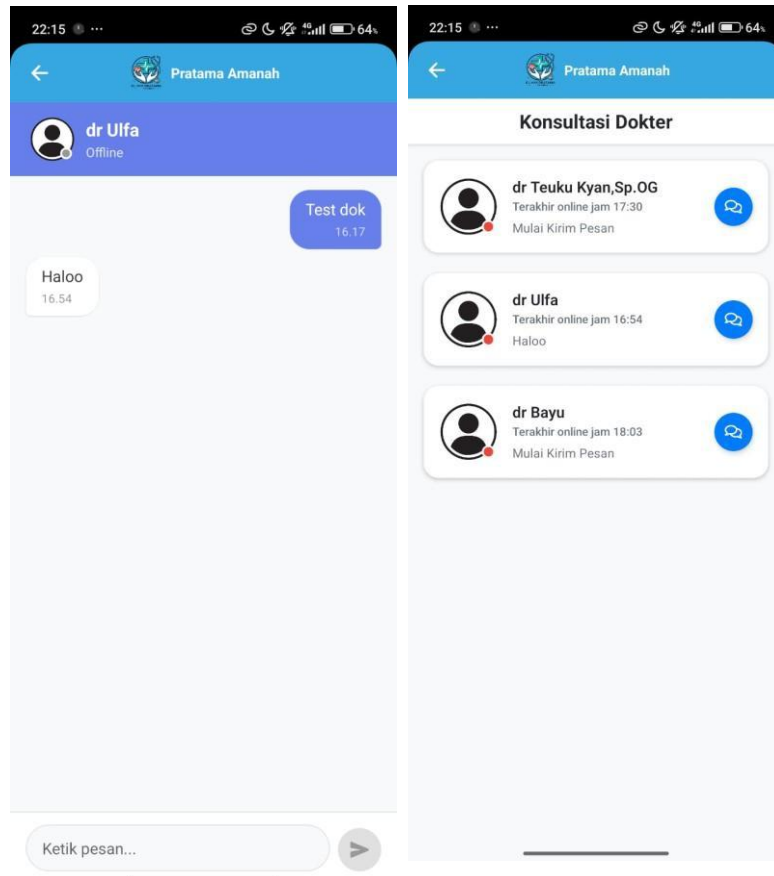 22:15
4G
64%
Pratama Amanah
dr Ulfa
Offline
Test dok
16.17
Haloo
16.54
Ketik pesan...
22:15
4G
64%
Pratama Amanah
Konsultasi Dokter
dr Teuku Kyan,Sp.OG
Terakhir online jam 17:30
Mulai Kirim Pesan
dr Ulfa
Terakhir online jam 16:54
Haloo
dr Bayu
Terakhir online jam 18:03
Mulai Kirim Pesan